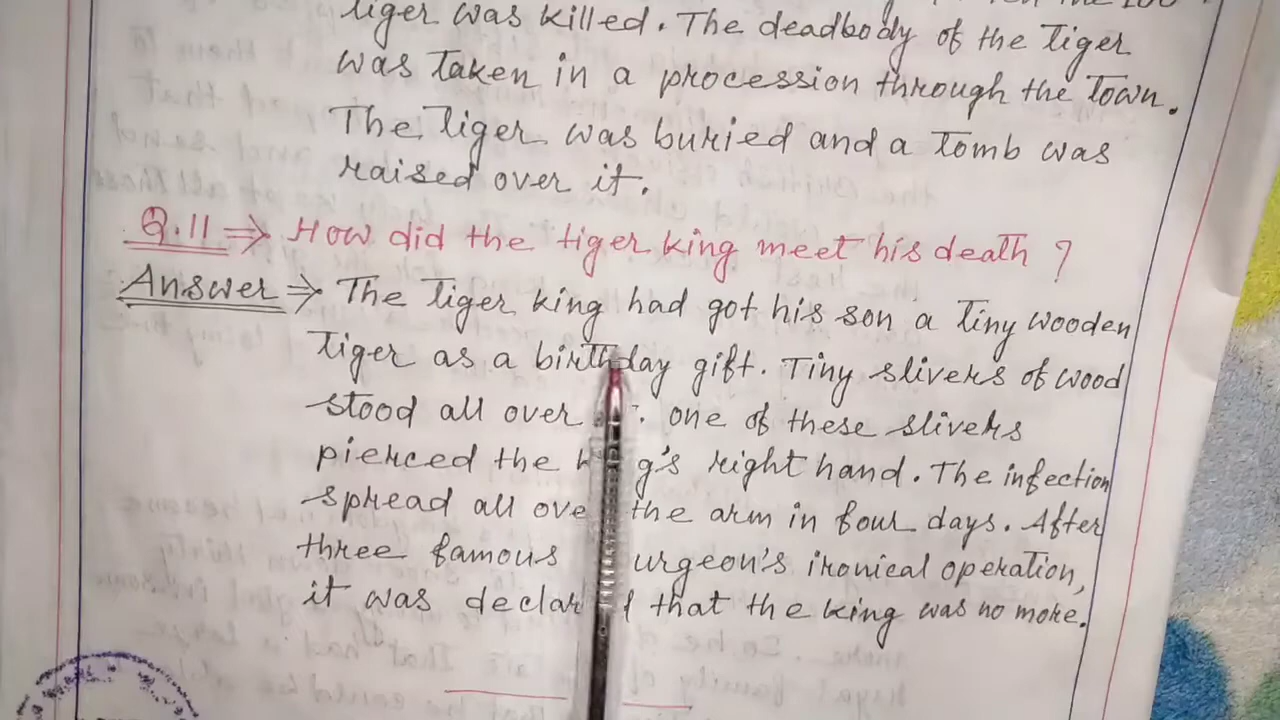 tiger was killed. The deadbody of the tiger
was taken in a procession through the town.
The tiger was buried and a tomb was
raised over it.
Q.11 ⇒ How did the tiger king meet his death ?
Answer ⇒ The tiger king had got his son a tiny wooden
tiger as a birthday gift. Tiny slivers of wood
stood all over one of these slivers
pierced the king's right hand. The infection
spread all over the arm in four days. After
three famous surgeon's ironical operation,
it was declared that the king was no more.